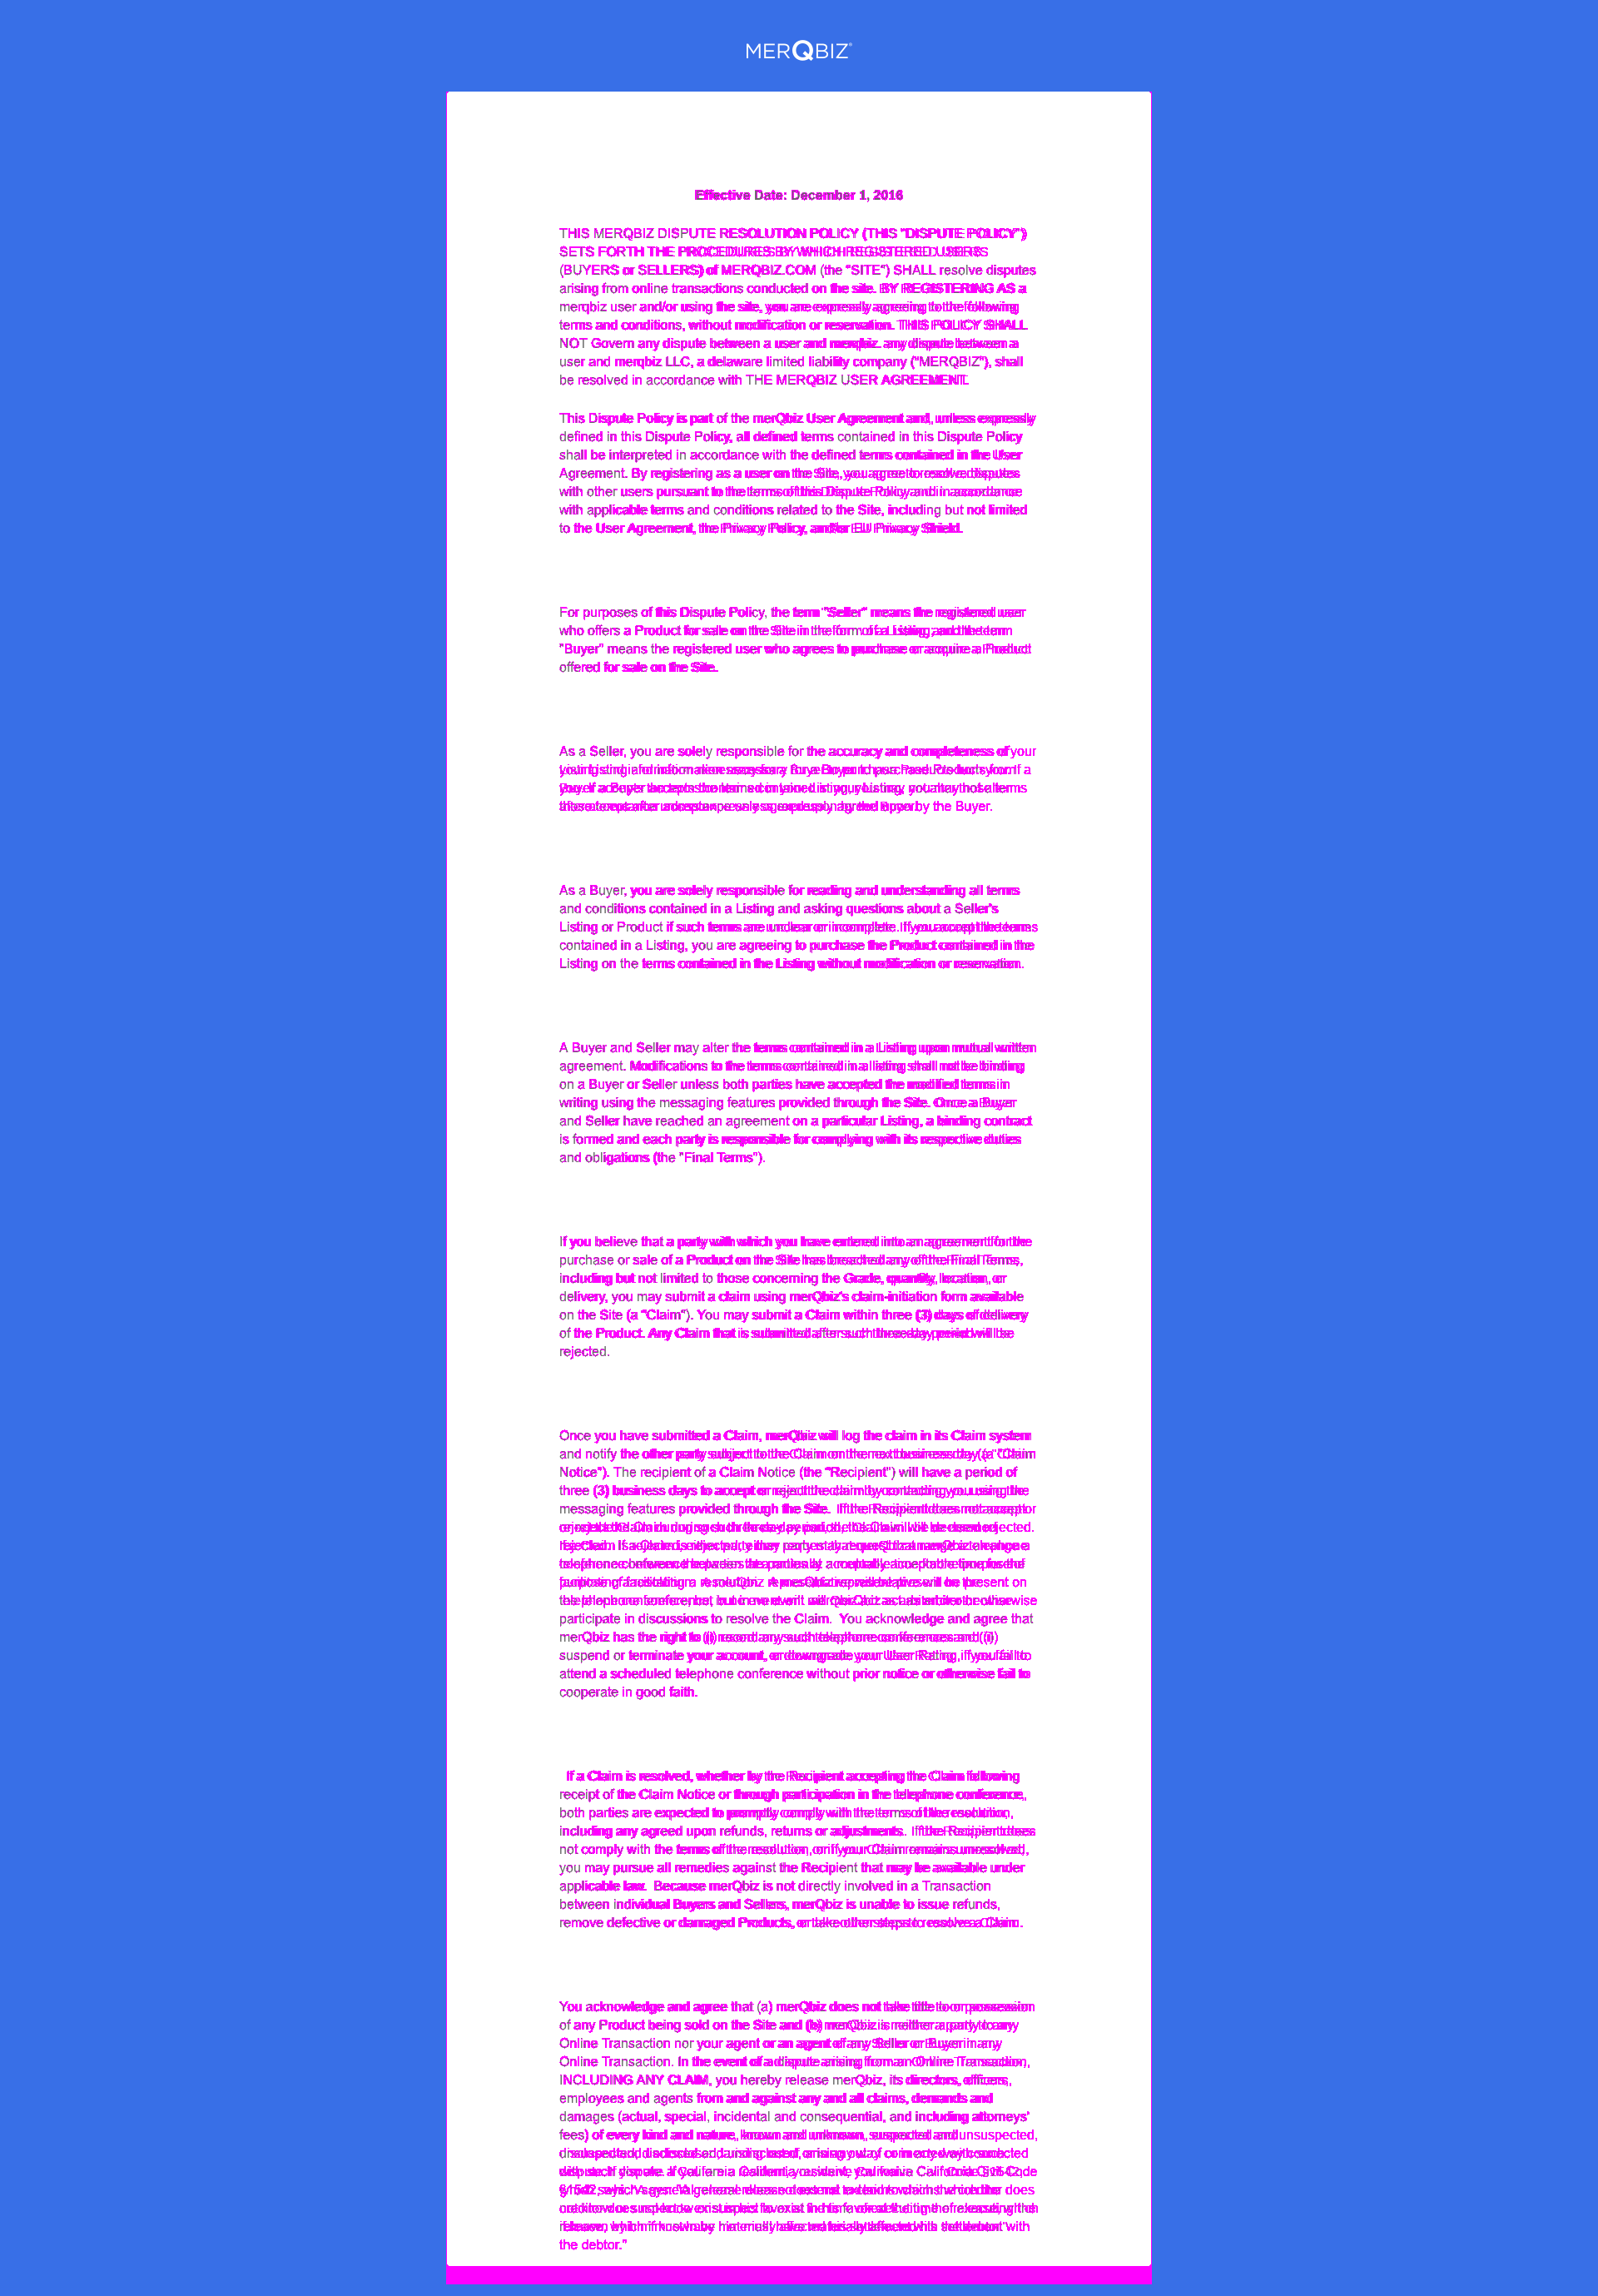 MERQBIZ®
Effective Date: December 1, 2016
THIS MERQBIZ DISPUTE RESOLUTION POLICY (THIS "DISPUTE POLICY")
SETS FORTH THE PROCEDURES BY WHICH REGISTERED USERS
(BUYERS or SELLERS) of MERQBIZ.COM (the "SITE") SHALL resolve disputes
arising from online transactions conducted on the site. BY REGISTERING AS a
merqbiz user and/or using the site, you are expressly agreeing to the following
terms and conditions, without modification or reservation. THIS POLICY SHALL
NOT Govern any dispute between a user and merqbiz. any dispute between a
user and merqbiz LLC, a delaware limited liability company ("MERQBIZ"), shall
be resolved in accordance with THE MERQBIZ USER AGREEMENT.
This Dispute Policy is part of the merQbiz User Agreement and, unless expressly
defined in this Dispute Policy, all defined terms contained in this Dispute Policy
shall be interpreted in accordance with the defined terms contained in the User
Agreement. By registering as a user on the Site, you agree to resolve disputes
with other users pursuant to the terms of this Dispute Policy and in accordance
with applicable terms and conditions related to the Site, including but not limited
to the User Agreement, the Privacy Policy, and/or EU Privacy Shield.
For purposes of this Dispute Policy, the term "Seller" means the registered user
who offers a Product for sale on the Site in the form of a Listing, and the term
"Buyer" means the registered user who agrees to purchase or acquire a Product
offered for sale on the Site.
As a Seller, you are solely responsible for the accuracy and completeness of your
by the Buyer.
As a Buyer, you are solely responsible for reading and understanding all terms
and conditions contained in a Listing and asking questions about a Seller's
Listing or Product if such terms are unclear or incomplete. If you accept the terms
contained in a Listing, you are agreeing to purchase the Product contained in the
Listing on the terms contained in the Listing without modification or reservation.
A Buyer and Seller may alter the terms contained in a Listing upon mutual written
agreement. Modifications to the terms contained in a listing shall not be binding
on a Buyer or Seller unless both parties have accepted the modified terms in
writing using the messaging features provided through the Site. Once a Buyer
and Seller have reached an agreement on a particular Listing, a binding contract
is formed and each party is responsible for complying with its respective duties
and obligations (the "Final Terms").
If you believe that a party with which you have entered into an agreement for the
purchase or sale of a Product on the Site has breached any of the Final Terms,
including but not limited to those concerning the Grade, quantity, location, or
delivery, you may submit a claim using merQbiz's claim-initiation form available
on the Site (a "Claim"). You may submit a Claim within three (3) days of delivery
of the Product. Any Claim that is submitted after such three-day period will be
rejected.
Once you have submitted a Claim, merQbiz will log the claim in its Claim system
and notify the other party subject to the Claim on the next business day (a "Claim
Notice"). The recipient of a Claim Notice (the "Recipient") will have a period of
three (3) business days to accept or reject the claim by contacting you using the
messaging features provided through the Site. If the Recipient does not accept or
participate in discussions to resolve the Claim. You acknowledge and agree that
merQbiz has the right to (i) record any such telephone conferences and (ii)
suspend or terminate your account, or downgrade your User Rating, if you fail to
attend a scheduled telephone conference without prior notice or otherwise fail to
cooperate in good faith.
If a Claim is resolved, whether by the Recipient accepting the Claim following
receipt of the Claim Notice or through participation in the telephone conference,
both parties are expected to promptly comply with the terms of the resolution,
including any agreed upon refunds, returns or adjustments. If the Recipient does
not comply with the terms of the resolution, or if your Claim remains unresolved,
you may pursue all remedies against the Recipient that may be available under
applicable law. Because merQbiz is not directly involved in a Transaction
between individual Buyers and Sellers, merQbiz is unable to issue refunds,
remove defective or damaged Products, or take other steps to resolve a Claim.
You acknowledge and agree that (a) merQbiz does not take title to or possession
of any Product being sold on the Site and (b) merQbiz is neither a party to any
Online Transaction nor your agent or an agent of any Seller or Buyer in any
Online Transaction. In the event of a dispute arising from an Online Transaction,
INCLUDING ANY CLAIM, you hereby release merQbiz, its directors, officers,
employees and agents from and against any and all claims, demands and
damages (actual, special, incidental and consequential, and including attorneys'
fees) of every kind and nature, known and unknown, suspected and unsuspected,
the debtor."